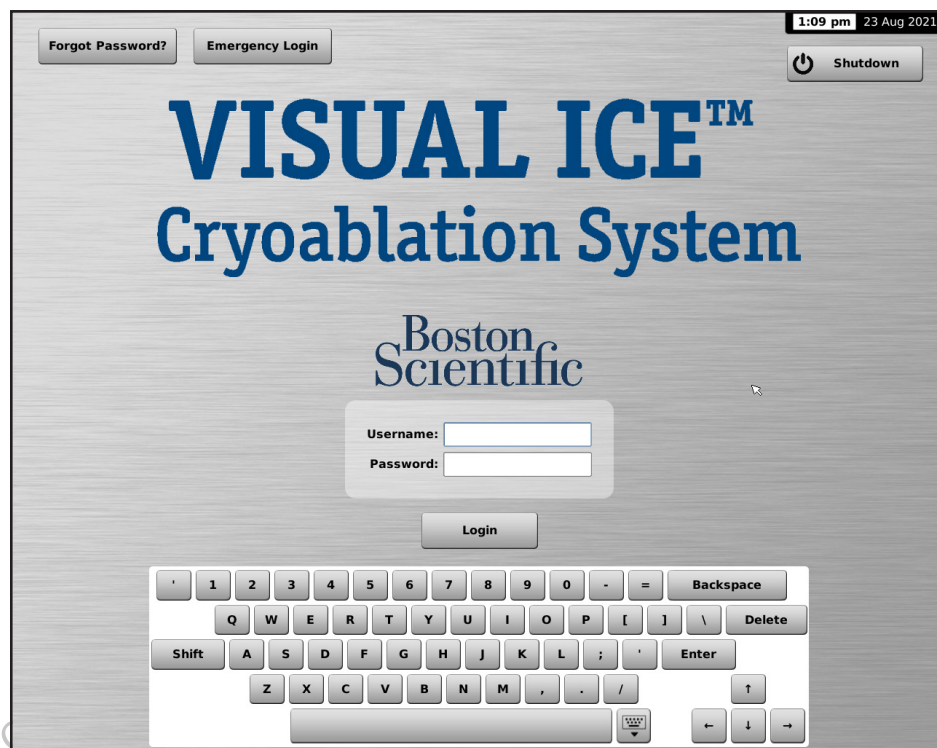 1:09 pm 23 Aug 2021
Forgot Password? Emergency Login
Shutdown
VISUAL ICE™
Cryoablation System
Boston
Scientific
Username:
Password:
Login
' 1 2 3 4 5 6 7 8 9 0 - = Backspace
Q W E R T Y U I O P [ ] \ Delete
Shift A S D F G H J K L ; ' Enter
Z X C V B N M , . / ↑
← ↓ →